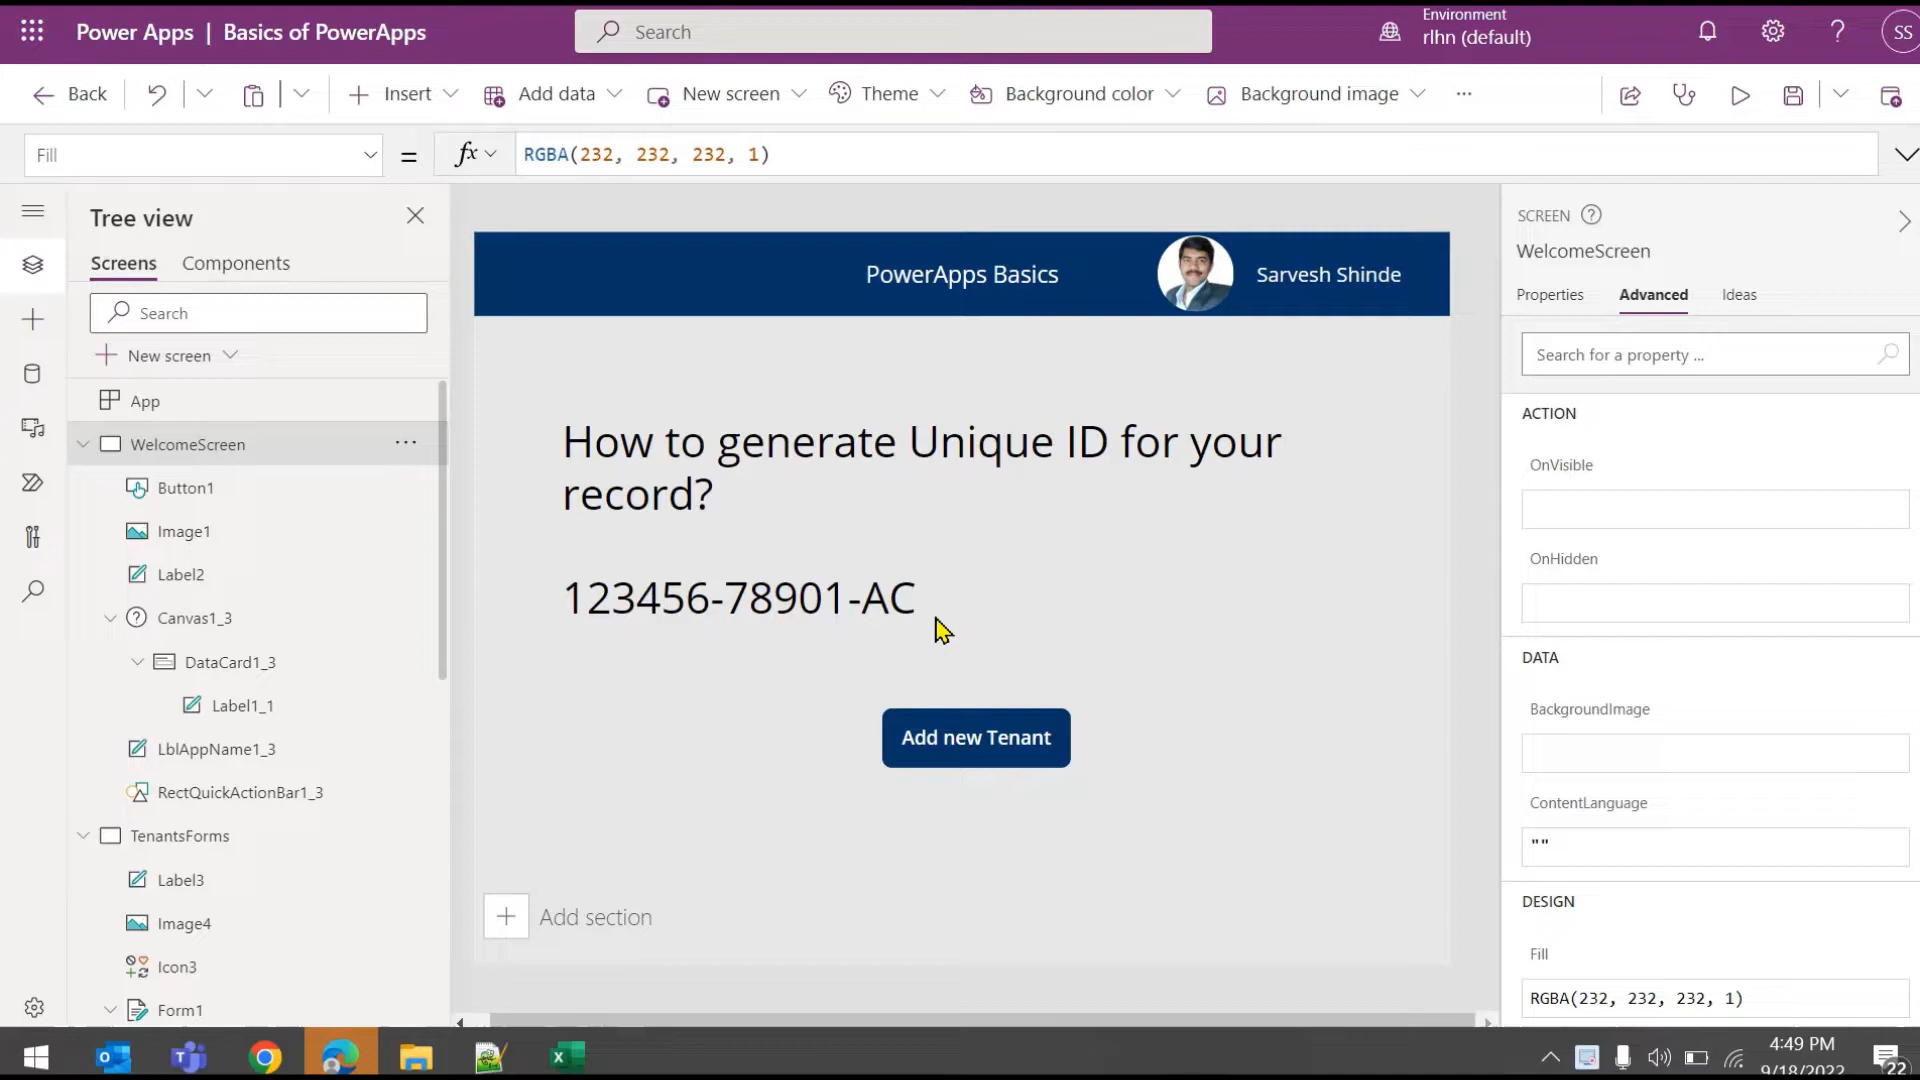 Power Apps | Basics of PowerApps
Search
Environment
rlhn (default)
SS
Back
Insert
Add data
New screen
Theme
Background color
Background image
Fill
=
fx
RGBA(232, 232, 232, 1)
Tree view
Screens
Components
Search
New screen
App
WelcomeScreen
Button1
Image1
Label2
Canvas1_3
DataCard1_3
Label1_1
LblAppName1_3
RectQuickActionBar1_3
TenantsForms
Label3
Image4
Icon3
Form1
PowerApps Basics
Sarvesh Shinde
How to generate Unique ID for your
record?
123456-78901-AC
Add new Tenant
Add section
SCREEN
WelcomeScreen
Properties
Advanced
Ideas
Search for a property ...
ACTION
OnVisible
OnHidden
DATA
BackgroundImage
ContentLanguage
""
DESIGN
Fill
RGBA(232, 232, 232, 1)
4:49 PM
9/18/2022
22